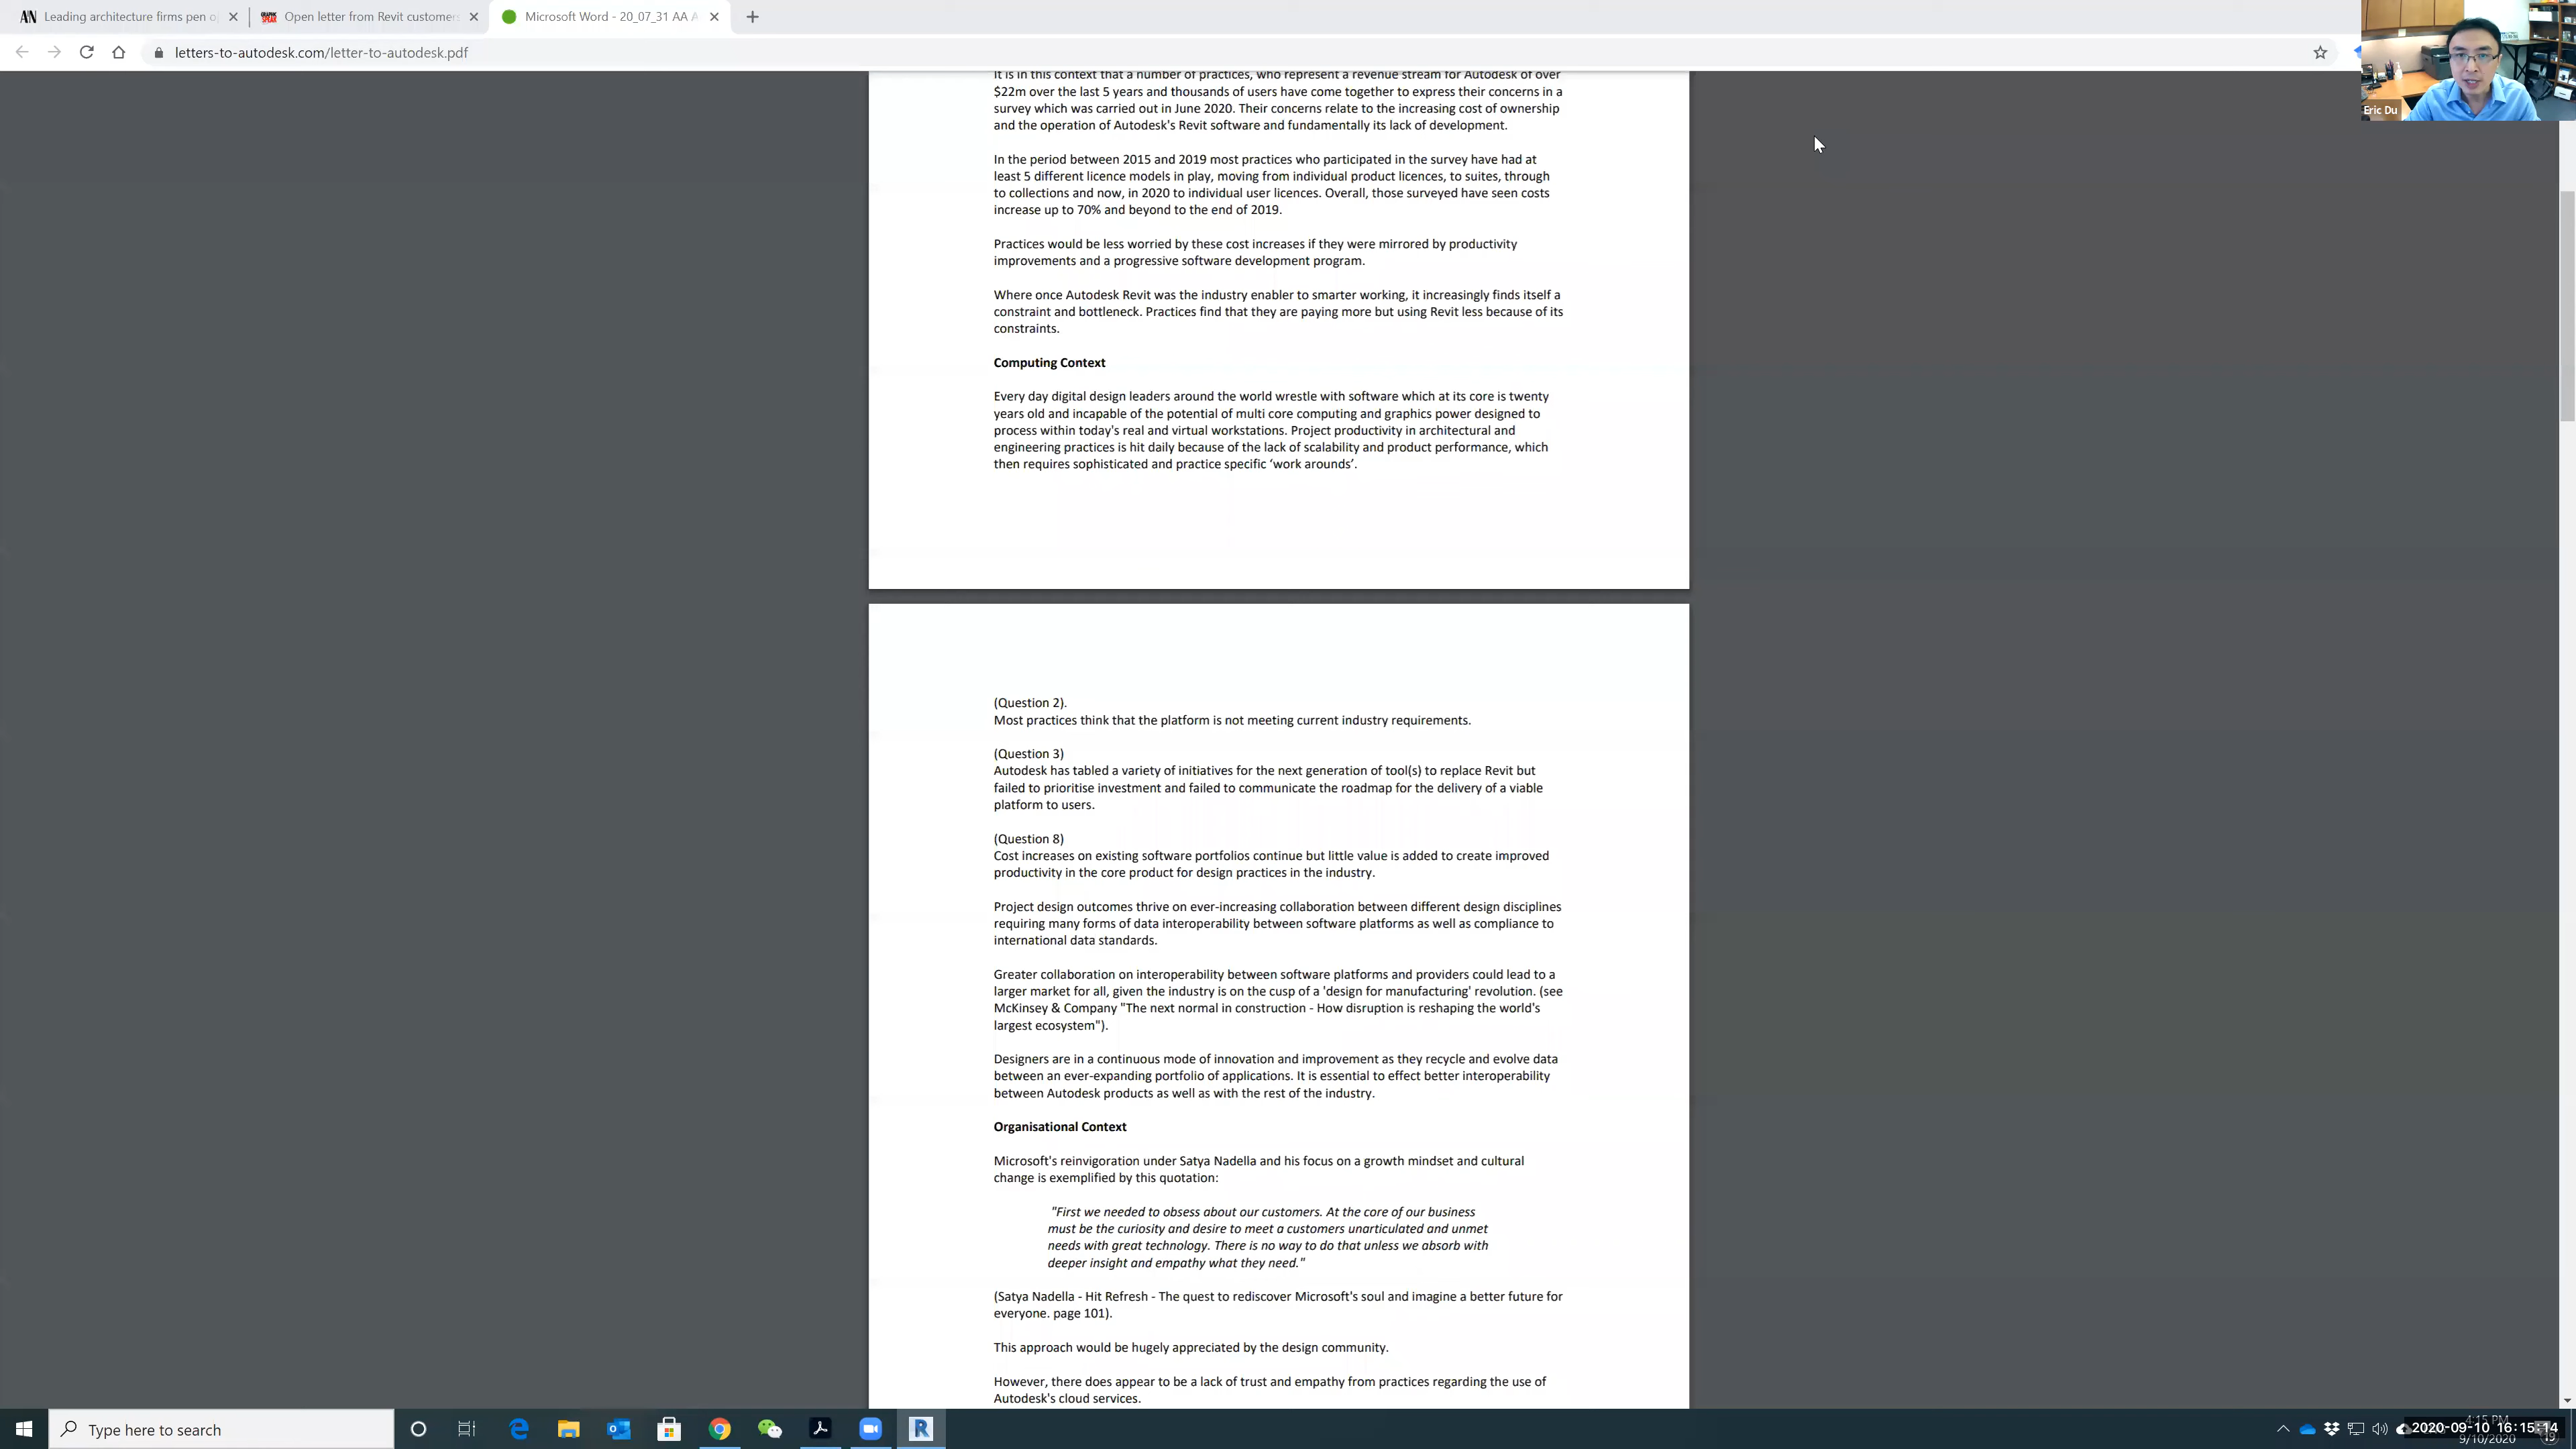 Leading architecture firms pen o
Open letter from Revit customers
Microsoft Word - 20_07_31 AA A
letters-to-autodesk.com/letter-to-autodesk.pdf
Eric Du
It is in this context that a number of practices, who represent a revenue stream for Autodesk of over
$22m over the last 5 years and thousands of users have come together to express their concerns in a
survey which was carried out in June 2020. Their concerns relate to the increasing cost of ownership
and the operation of Autodesk's Revit software and fundamentally its lack of development.
In the period between 2015 and 2019 most practices who participated in the survey have had at
least 5 different licence models in play, moving from individual product licences, to suites, through
to collections and now, in 2020 to individual user licences. Overall, those surveyed have seen costs
increase up to 70% and beyond to the end of 2019.
Practices would be less worried by these cost increases if they were mirrored by productivity
improvements and a progressive software development program.
Where once Autodesk Revit was the industry enabler to smarter working, it increasingly finds itself a
constraint and bottleneck. Practices find that they are paying more but using Revit less because of its
constraints.
Computing Context
Every day digital design leaders around the world wrestle with software which at its core is twenty
years old and incapable of the potential of multi core computing and graphics power designed to
process within today's real and virtual workstations. Project productivity in architectural and
engineering practices is hit daily because of the lack of scalability and product performance, which
then requires sophisticated and practice specific ‘work arounds’.
(Question 2).
Most practices think that the platform is not meeting current industry requirements.
(Question 3)
Autodesk has tabled a variety of initiatives for the next generation of tool(s) to replace Revit but
failed to prioritise investment and failed to communicate the roadmap for the delivery of a viable
platform to users.
(Question 8)
Cost increases on existing software portfolios continue but little value is added to create improved
productivity in the core product for design practices in the industry.
Project design outcomes thrive on ever-increasing collaboration between different design disciplines
requiring many forms of data interoperability between software platforms as well as compliance to
international data standards.
Greater collaboration on interoperability between software platforms and providers could lead to a
larger market for all, given the industry is on the cusp of a 'design for manufacturing' revolution. (see
McKinsey & Company "The next normal in construction - How disruption is reshaping the world's
largest ecosystem").
Designers are in a continuous mode of innovation and improvement as they recycle and evolve data
between an ever-expanding portfolio of applications. It is essential to effect better interoperability
between Autodesk products as well as with the rest of the industry.
Organisational Context
Microsoft's reinvigoration under Satya Nadella and his focus on a growth mindset and cultural
change is exemplified by this quotation:
"First we needed to obsess about our customers. At the core of our business
must be the curiosity and desire to meet a customers unarticulated and unmet
needs with great technology. There is no way to do that unless we absorb with
deeper insight and empathy what they need."
(Satya Nadella - Hit Refresh - The quest to rediscover Microsoft's soul and imagine a better future for
everyone. page 101).
This approach would be hugely appreciated by the design community.
However, there does appear to be a lack of trust and empathy from practices regarding the use of
Autodesk's cloud services.
Type here to search
4:15 PM
2020-09-10 16:15:14
9/10/2020